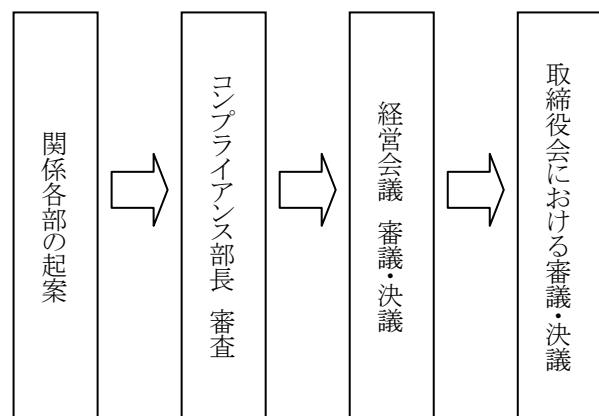 関係各部の起案
コンプライアンス部長 審査
経営会議 審議・決議
取締役会における審議・決議